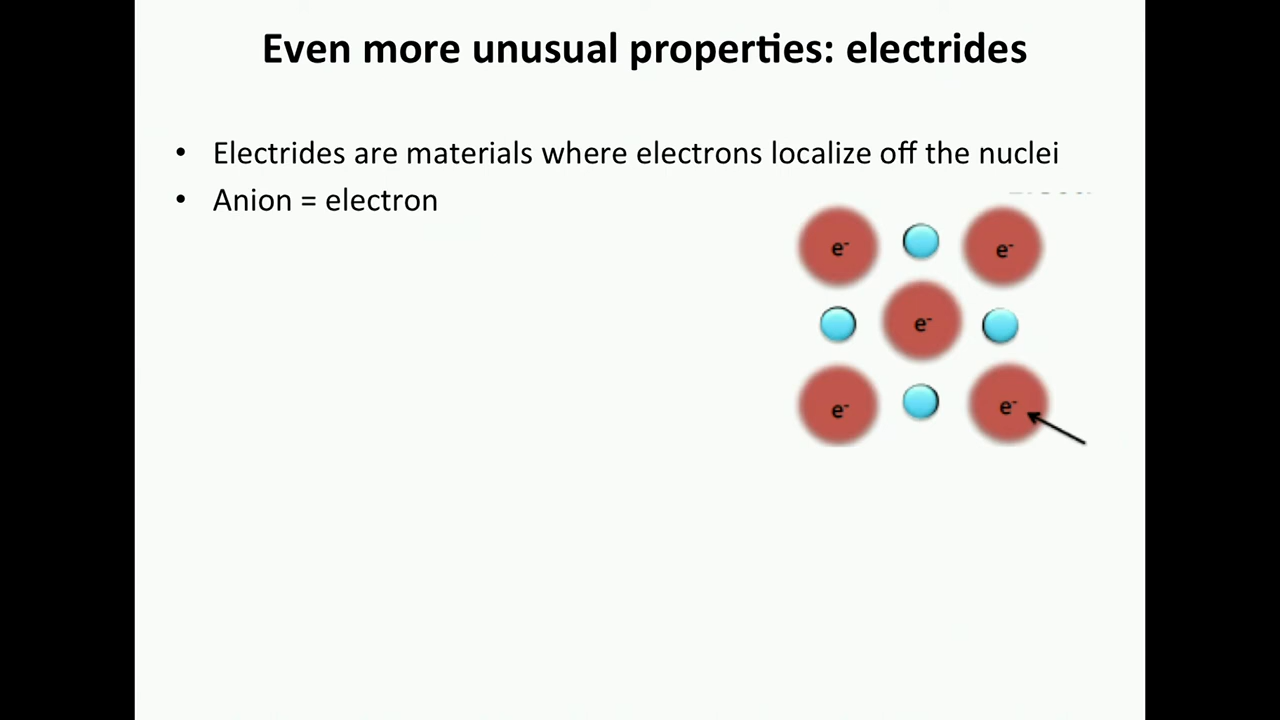 Even more unusual properties: electrides
• Electrides are materials where electrons localize off the nuclei
• Anion = electron
e⁻ e⁻
e⁻
e⁻ e⁻